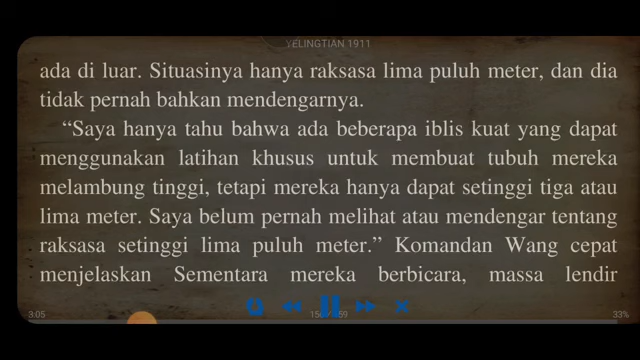 YELINGTIAN 1911
ada di luar. Situasinya hanya raksasa lima puluh meter, dan dia
tidak pernah bahkan mendengarnya.
“Saya hanya tahu bahwa ada beberapa iblis kuat yang dapat
menggunakan latihan khusus untuk membuat tubuh mereka
melambung tinggi, tetapi mereka hanya dapat setinggi tiga atau
lima meter. Saya belum pernah melihat atau mendengar tentang
raksasa setinggi lima puluh meter.” Komandan Wang cepat
menjelaskan Sementara mereka berbicara, massa lendir
3:05
33%